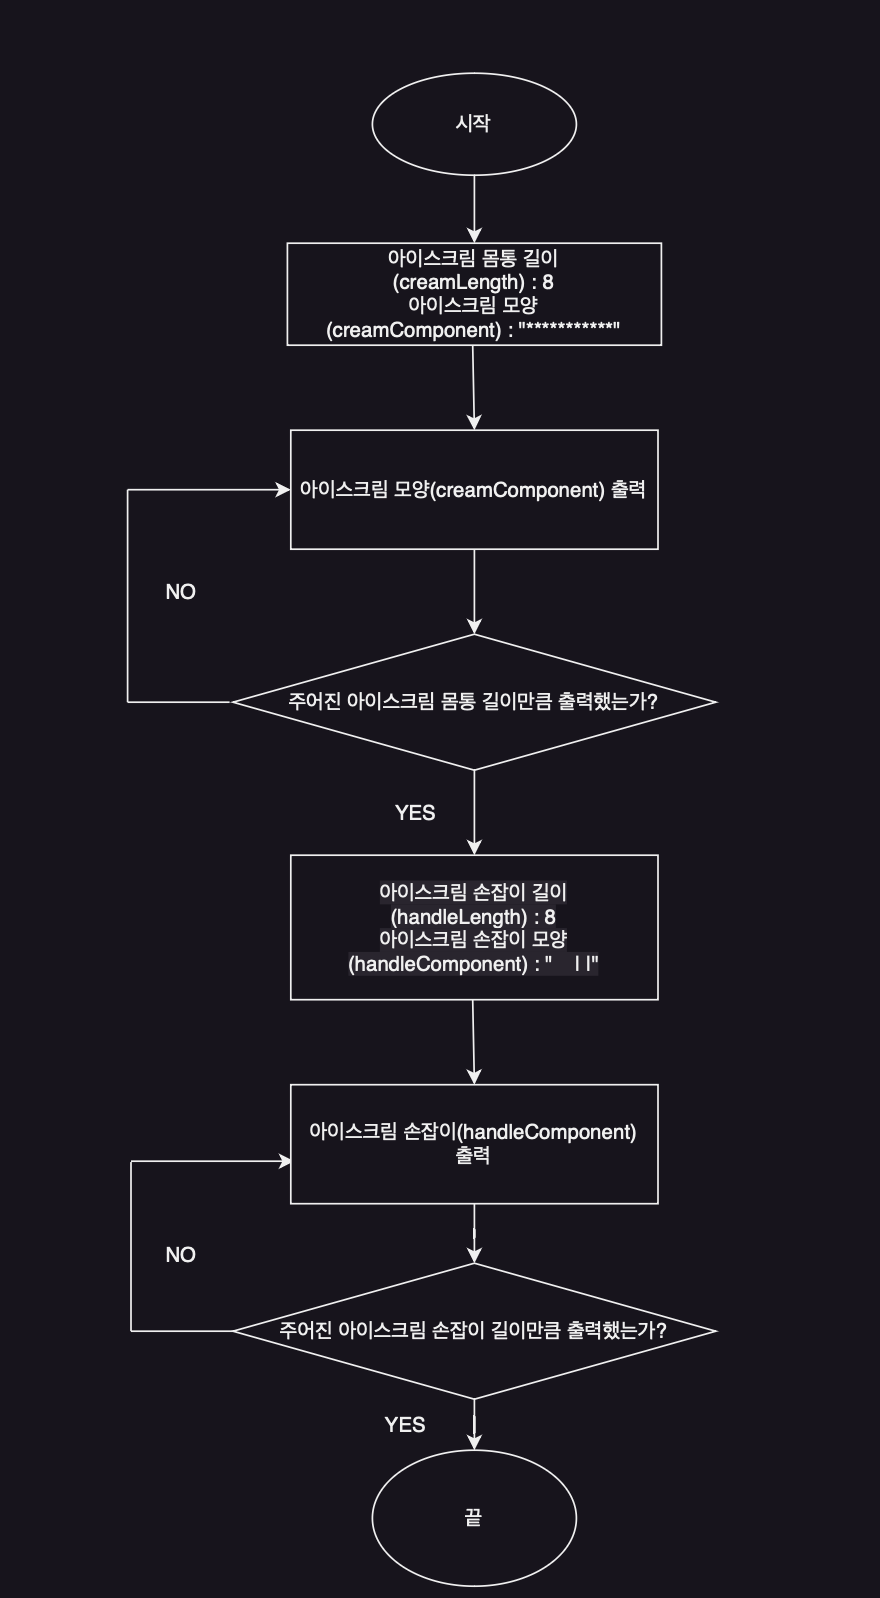 시작
아이스크림 몸통 길이
(creamLength) : 8
아이스크림 모양
(creamComponent) : "***********"
아이스크림 모양(creamComponent) 출력
NO
주어진 아이스크림 몸통 길이만큼 출력했는가?
YES
아이스크림 손잡이 길이
(handleLength) : 8
아이스크림 손잡이 모양
(handleComponent) : "    | |"
아이스크림 손잡이(handleComponent)
출력
NO
주어진 아이스크림 손잡이 길이만큼 출력했는가?
YES
끝